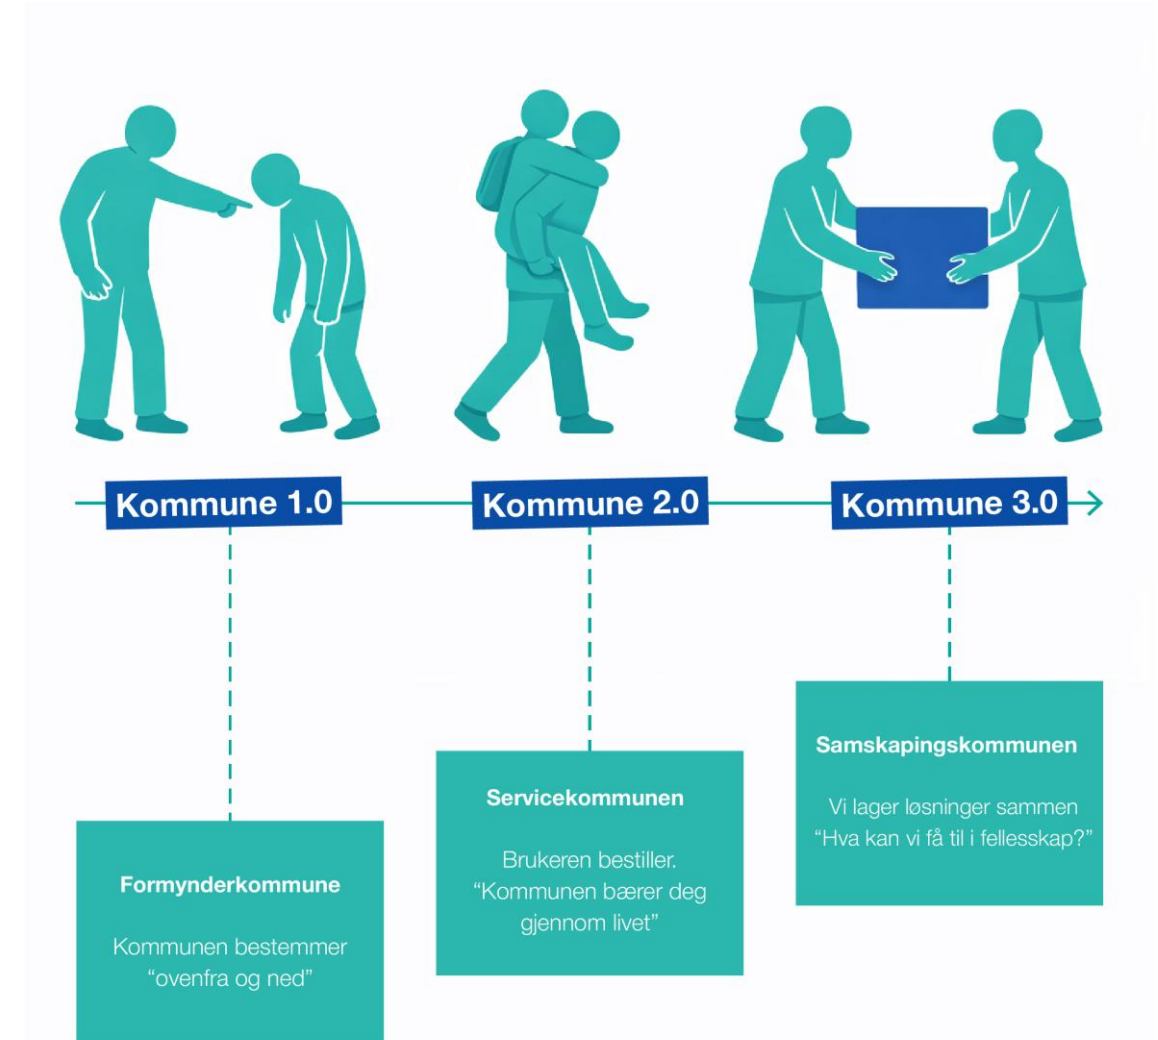 Kommune 1.0
Kommune 2.0
Kommune 3.0
Formynderkommune
Kommunen bestemmer
“ovenfra og ned”
Servicekommunen
Brukeren bestiller.
“Kommunen bærer deg
gjennom livet”
Samskapingskommunen
Vi lager løsninger sammen
“Hva kan vi få til i fellesskap?”